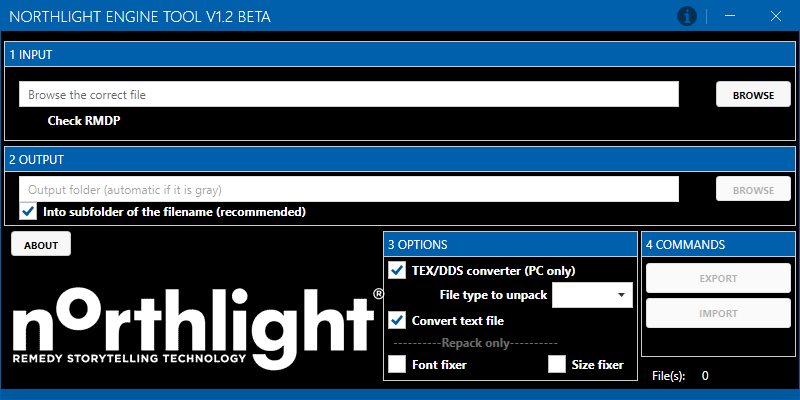 NORTHLIGHT ENGINE TOOL V1.2 BETA
1 INPUT
Browse the correct file
BROWSE
Check RMDP
2 OUTPUT
Output folder (automatic if it is gray)
BROWSE
Into subfolder of the filename (recommended)
ABOUT
northlight®
REMEDY STORYTELLING TECHNOLOGY
3 OPTIONS
TEX/DDS converter (PC only)
File type to unpack
Convert text file
----------Repack only----------
Font fixer
Size fixer
4 COMMANDS
EXPORT
IMPORT
File(s): 0